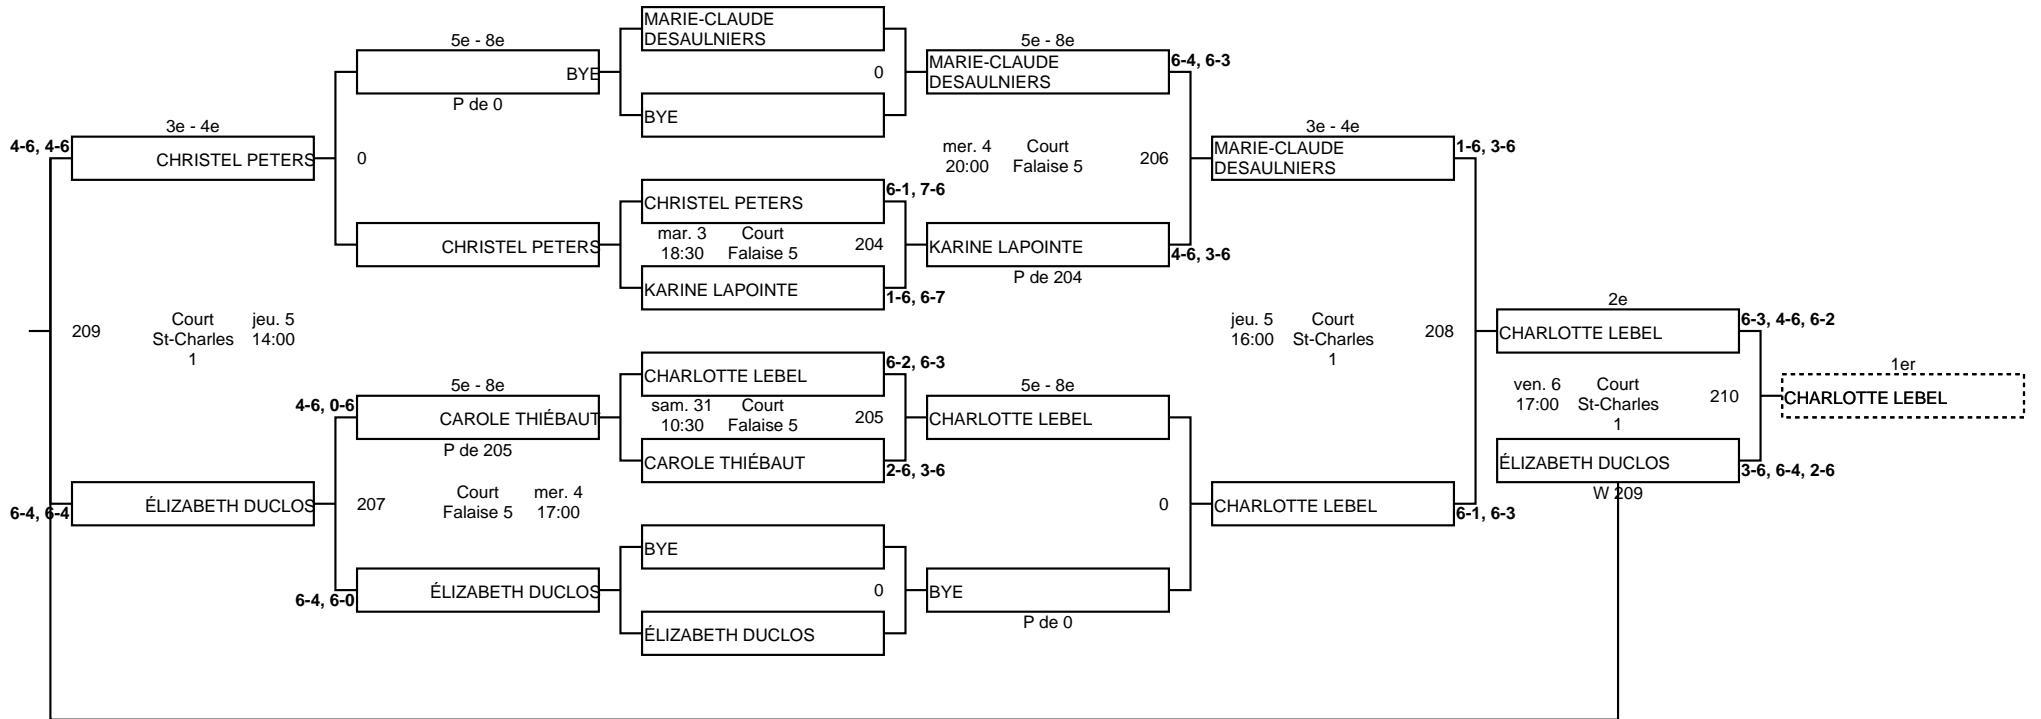 MARIE-CLAUDE
DESAULNIERS
5e - 8e
BYE
P de 0
0
BYE
5e - 8e
MARIE-CLAUDE
DESAULNIERS
6-4, 6-3
3e - 4e
4-6, 4-6
CHRISTEL PETERS
0
mer. 4 Court
20:00 Falaise 5
206
3e - 4e
MARIE-CLAUDE
DESAULNIERS
1-6, 3-6
CHRISTEL PETERS
6-1, 7-6
CHRISTEL PETERS
mar. 3 Court
18:30 Falaise 5
204
KARINE LAPOINTE
1-6, 6-7
KARINE LAPOINTE
4-6, 3-6
P de 204
209
Court jeu. 5
St-Charles 14:00
1
jeu. 5 Court
16:00 St-Charles
1
208
2e
CHARLOTTE LEBEL
6-3, 4-6, 6-2
5e - 8e
4-6, 0-6
CAROLE THIÉBAUT
P de 205
CHARLOTTE LEBEL
6-2, 6-3
sam. 31 Court
10:30 Falaise 5
205
CAROLE THIÉBAUT
2-6, 3-6
5e - 8e
CHARLOTTE LEBEL
ven. 6 Court
17:00 St-Charles
1
210
1er
CHARLOTTE LEBEL
ÉLIZABETH DUCLOS
3-6, 6-4, 2-6
W 209
6-4, 6-4
ÉLIZABETH DUCLOS
207
Court mer. 4
Falaise 5 17:00
0
CHARLOTTE LEBEL
6-1, 6-3
6-4, 6-0
ÉLIZABETH DUCLOS
BYE
0
ÉLIZABETH DUCLOS
BYE
P de 0